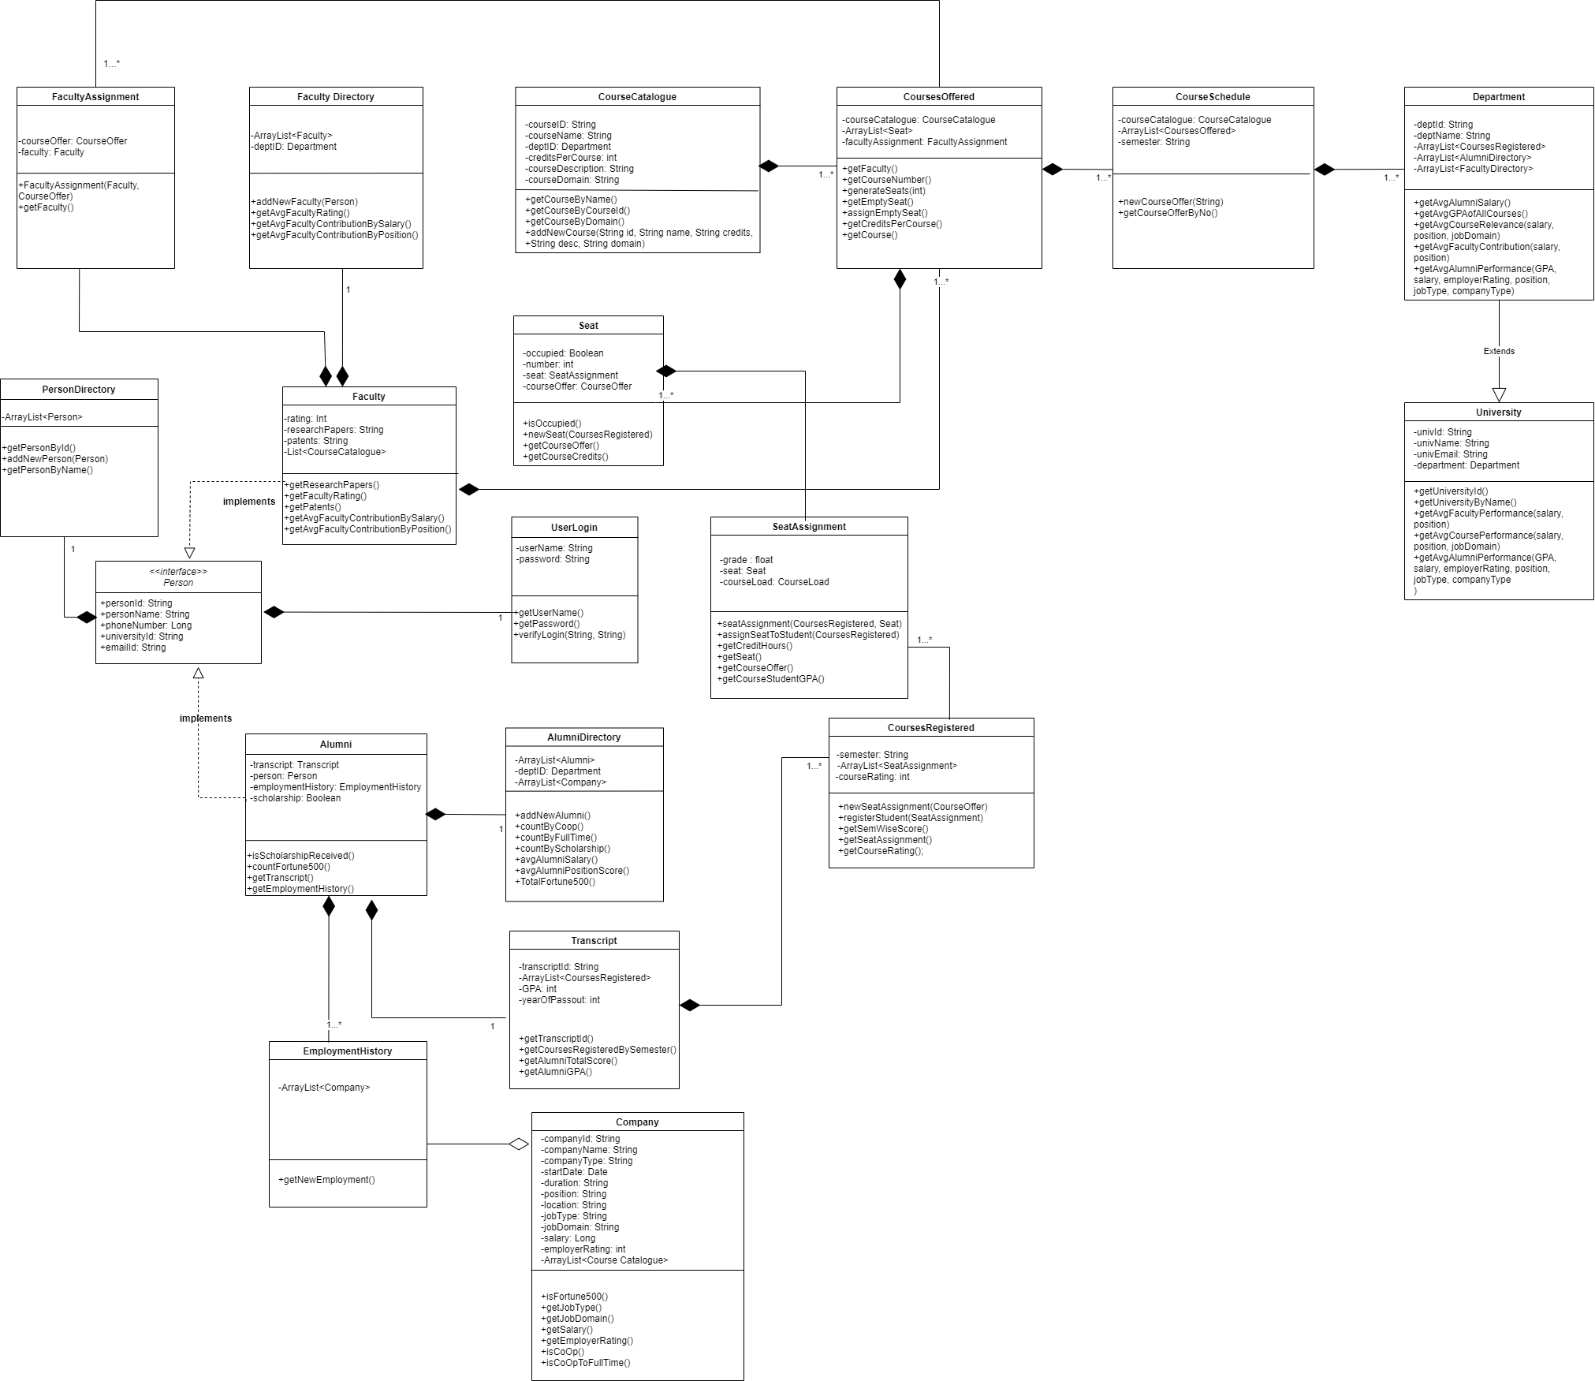 1...*
FacultyAssignment
-courseOffer: CourseOffer
-faculty: Faculty
+FacultyAssignment(Faculty,
CourseOffer)
+getFaculty()
Faculty Directory
-ArrayList<Faculty>
-deptID: Department
+addNewFaculty(Person)
+getAvgFacultyRating()
+getAvgFacultyContributionBySalary()
+getAvgFacultyContributionByPosition()
1
CourseCatalogue
-courseID: String
-courseName: String
-deptID: Department
-creditsPerCourse: int
-courseDescription: String
-courseDomain: String
+getCourseByName()
+getCourseByCourseId()
+getCourseByDomain()
+addNewCourse(String id, String name, String credits,
+String desc, String domain)
1...*
CoursesOffered
-courseCatalogue: CourseCatalogue
-ArrayList<Seat>
-facultyAssignment: FacultyAssignment
+getFaculty()
+getCourseNumber()
+generateSeats(int)
+getEmptySeat()
+assignEmptySeat()
+getCreditsPerCourse()
+getCourse()
1...*
1...*
CourseSchedule
-courseCatalogue: CourseCatalogue
-ArrayList<CoursesOffered>
-semester: String
+newCourseOffer(String)
+getCourseOfferByNo()
1...*
Department
-deptId: String
-deptName: String
-ArrayList<CoursesRegistered>
-ArrayList<AlumniDirectory>
-ArrayList<FacultyDirectory>
+getAvgAlumniSalary()
+getAvgGPAofAllCourses()
+getAvgCourseRelevance(salary,
position, jobDomain)
+getAvgFacultyContribution(salary,
position)
+getAvgAlumniPerformance(GPA,
salary, employerRating, position,
jobType, companyType)
Extends
University
-univId: String
-univName: String
-univEmail: String
-department: Department
+getUniversityId()
+getUniversityByName()
+getAvgFacultyPerformance(salary,
position)
+getAvgCoursePerformance(salary,
position, jobDomain)
+getAvgAlumniPerformance(GPA,
salary, employerRating, position,
jobType, companyType
)
Seat
-occupied: Boolean
-number: int
-seat: SeatAssignment
-courseOffer: CourseOffer
+isOccupied()
+newSeat(CoursesRegistered)
+getCourseOffer()
+getCourseCredits()
1...*
PersonDirectory
-ArrayList<Person>
+getPersonById()
+addNewPerson(Person)
+getPersonByName()
1
Faculty
-rating: Int
-researchPapers: String
-patents: String
-List<CourseCatalogue>
+getResearchPapers()
+getFacultyRating()
+getPatents()
+getAvgFacultyContributionBySalary()
+getAvgFacultyContributionByPosition()
implements
<<interface>>
Person
+personId: String
+personName: String
+phoneNumber: Long
+universityId: String
+emailId: String
UserLogin
-userName: String
-password: String
+getUserName()
+getPassword()
+verifyLogin(String, String)
1
SeatAssignment
-grade : float
-seat: Seat
-courseLoad: CourseLoad
+seatAssignment(CoursesRegistered, Seat)
+assignSeatToStudent(CoursesRegistered)
+getCreditHours()
+getSeat()
+getCourseOffer()
+getCourseStudentGPA()
1...*
implements
Alumni
-transcript: Transcript
-person: Person
-employmentHistory: EmploymentHistory
-scholarship: Boolean
+isScholarshipReceived()
+countFortune500()
+getTranscript()
+getEmploymentHistory()
AlumniDirectory
-ArrayList<Alumni>
-deptID: Department
-ArrayList<Company>
+addNewAlumni()
+countByCoop()
+countByFullTime()
+countByScholarship()
+avgAlumniSalary()
+avgAlumniPositionScore()
+TotalFortune500()
1
CoursesRegistered
-semester: String
-ArrayList<SeatAssignment>
-courseRating: int
+newSeatAssignment(CourseOffer)
+registerStudent(SeatAssignment)
+getSemWiseScore()
+getSeatAssignment()
+getCourseRating();
1...*
Transcript
-transcriptId: String
-ArrayList<CoursesRegistered>
-GPA: int
-yearOfPassout: int
+getTranscriptId()
+getCoursesRegisteredBySemester()
+getAlumniTotalScore()
+getAlumniGPA()
1
1...*
EmploymentHistory
-ArrayList<Company>
+getNewEmployment()
Company
-companyId: String
-companyName: String
-companyType: String
-startDate: Date
-duration: String
-position: String
-location: String
-jobType: String
-jobDomain: String
-salary: Long
-employerRating: int
-ArrayList<Course Catalogue>
+isFortune500()
+getJobType()
+getJobDomain()
+getSalary()
+getEmployerRating()
+isCoOp()
+isCoOpToFullTime()